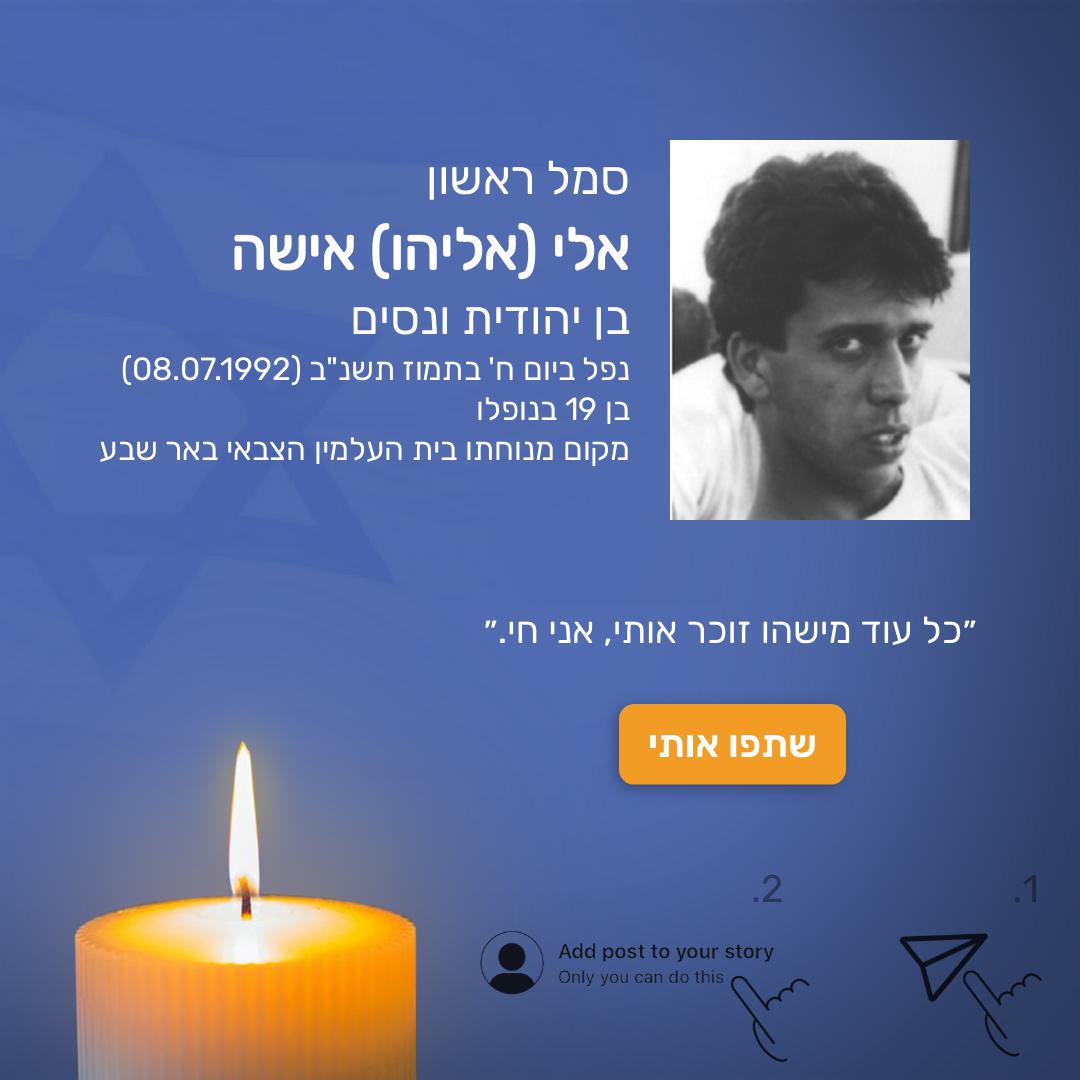 סמל ראשון
אלי (אליהו) אישה
בן יהודית ונסים
נפל ביום ח' בתמוז תשנ"ב (08.07.1992)
בן 19 בנופלו
מקום מנוחתו בית העלמין הצבאי באר שבע
״כל עוד מישהו זוכר אותי, אני חי.״
שתפו אותי
.1
.2
Add post to your story
Only you can do this